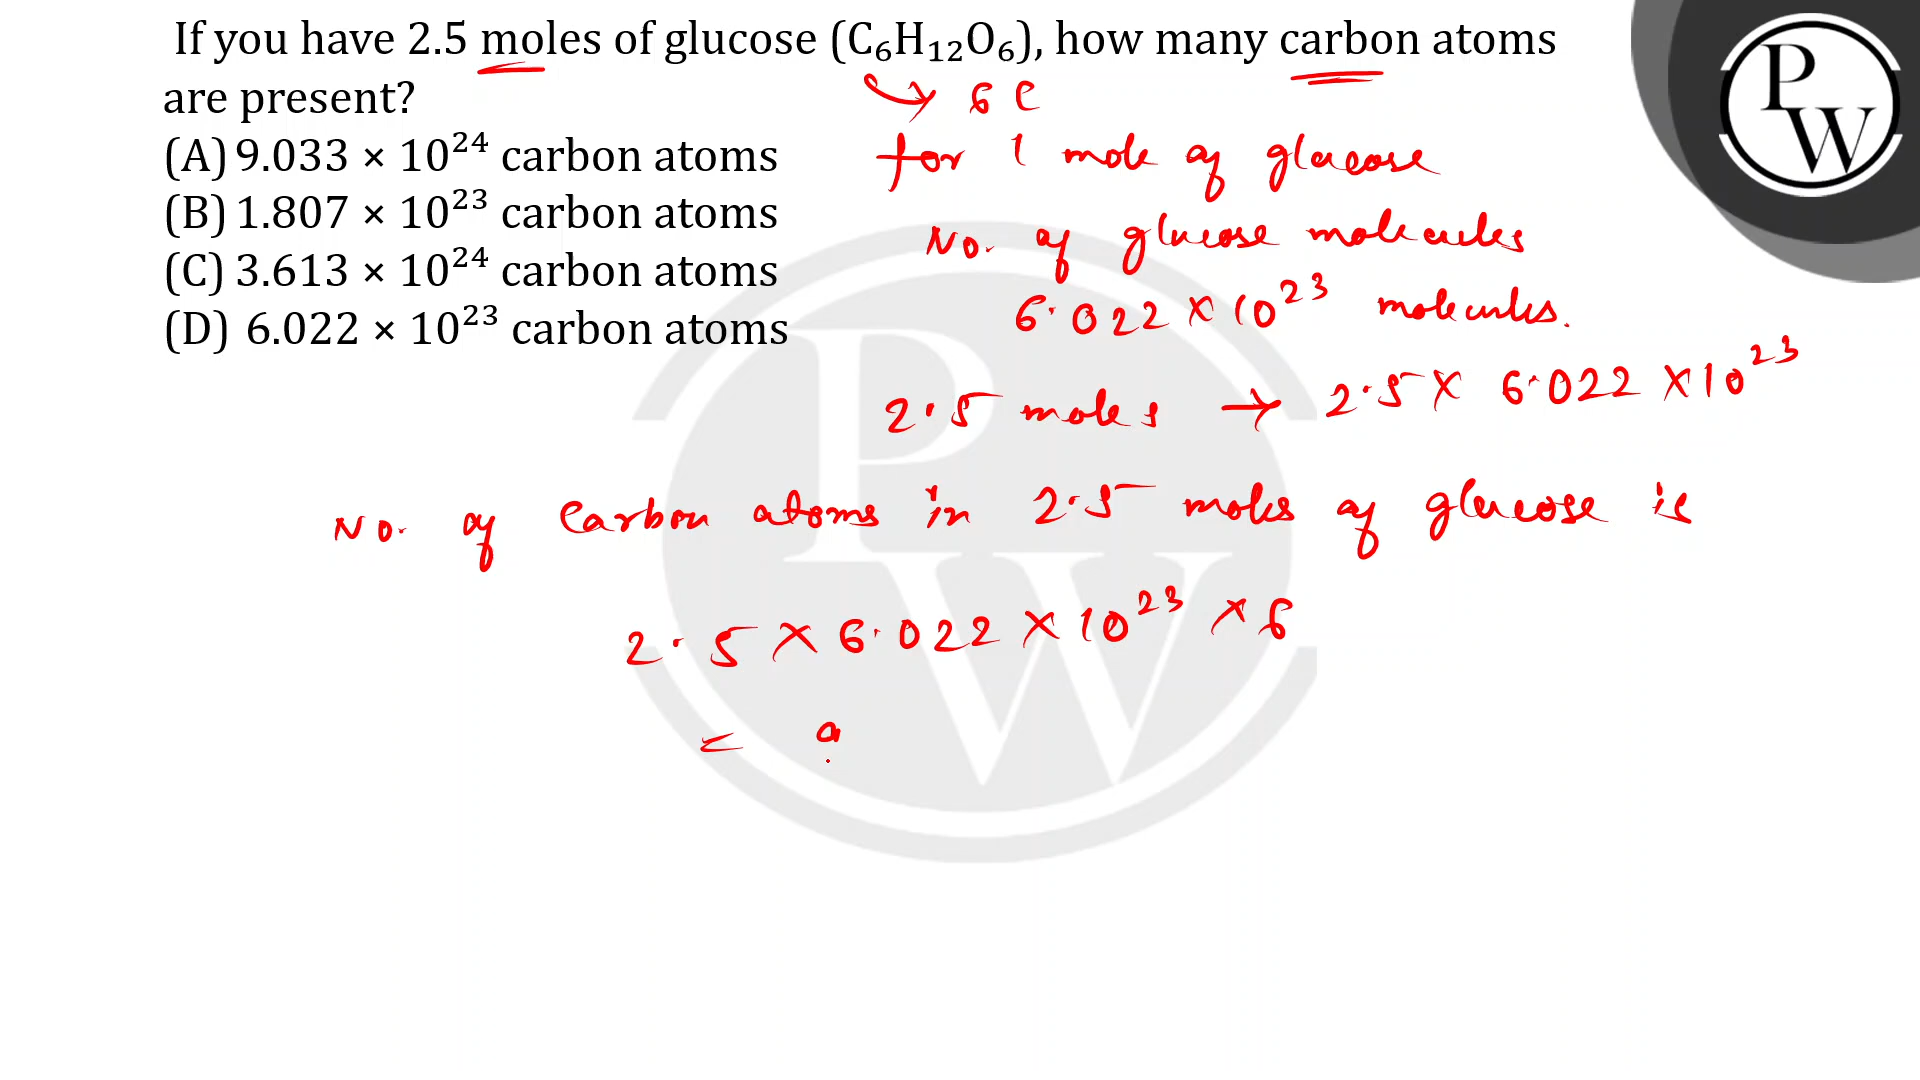 If you have 2.5 moles of glucose (C₆H₁₂O₆), how many carbon atoms
are present?
(A) 9.033 × 10²⁴ carbon atoms
(B) 1.807 × 10²³ carbon atoms
(C) 3.613 × 10²⁴ carbon atoms
(D) 6.022 × 10²³ carbon atoms
→ 6 C
for 1 mole of glucose
No. of glucose molecules
6.022 × 10²³ molecules.
2.5 moles → 2.5 × 6.022 × 10²³
No. of Carbon atoms in 2.5 moles of glucose is
2.5 × 6.022 × 10²³ × 6
=
PW
PW